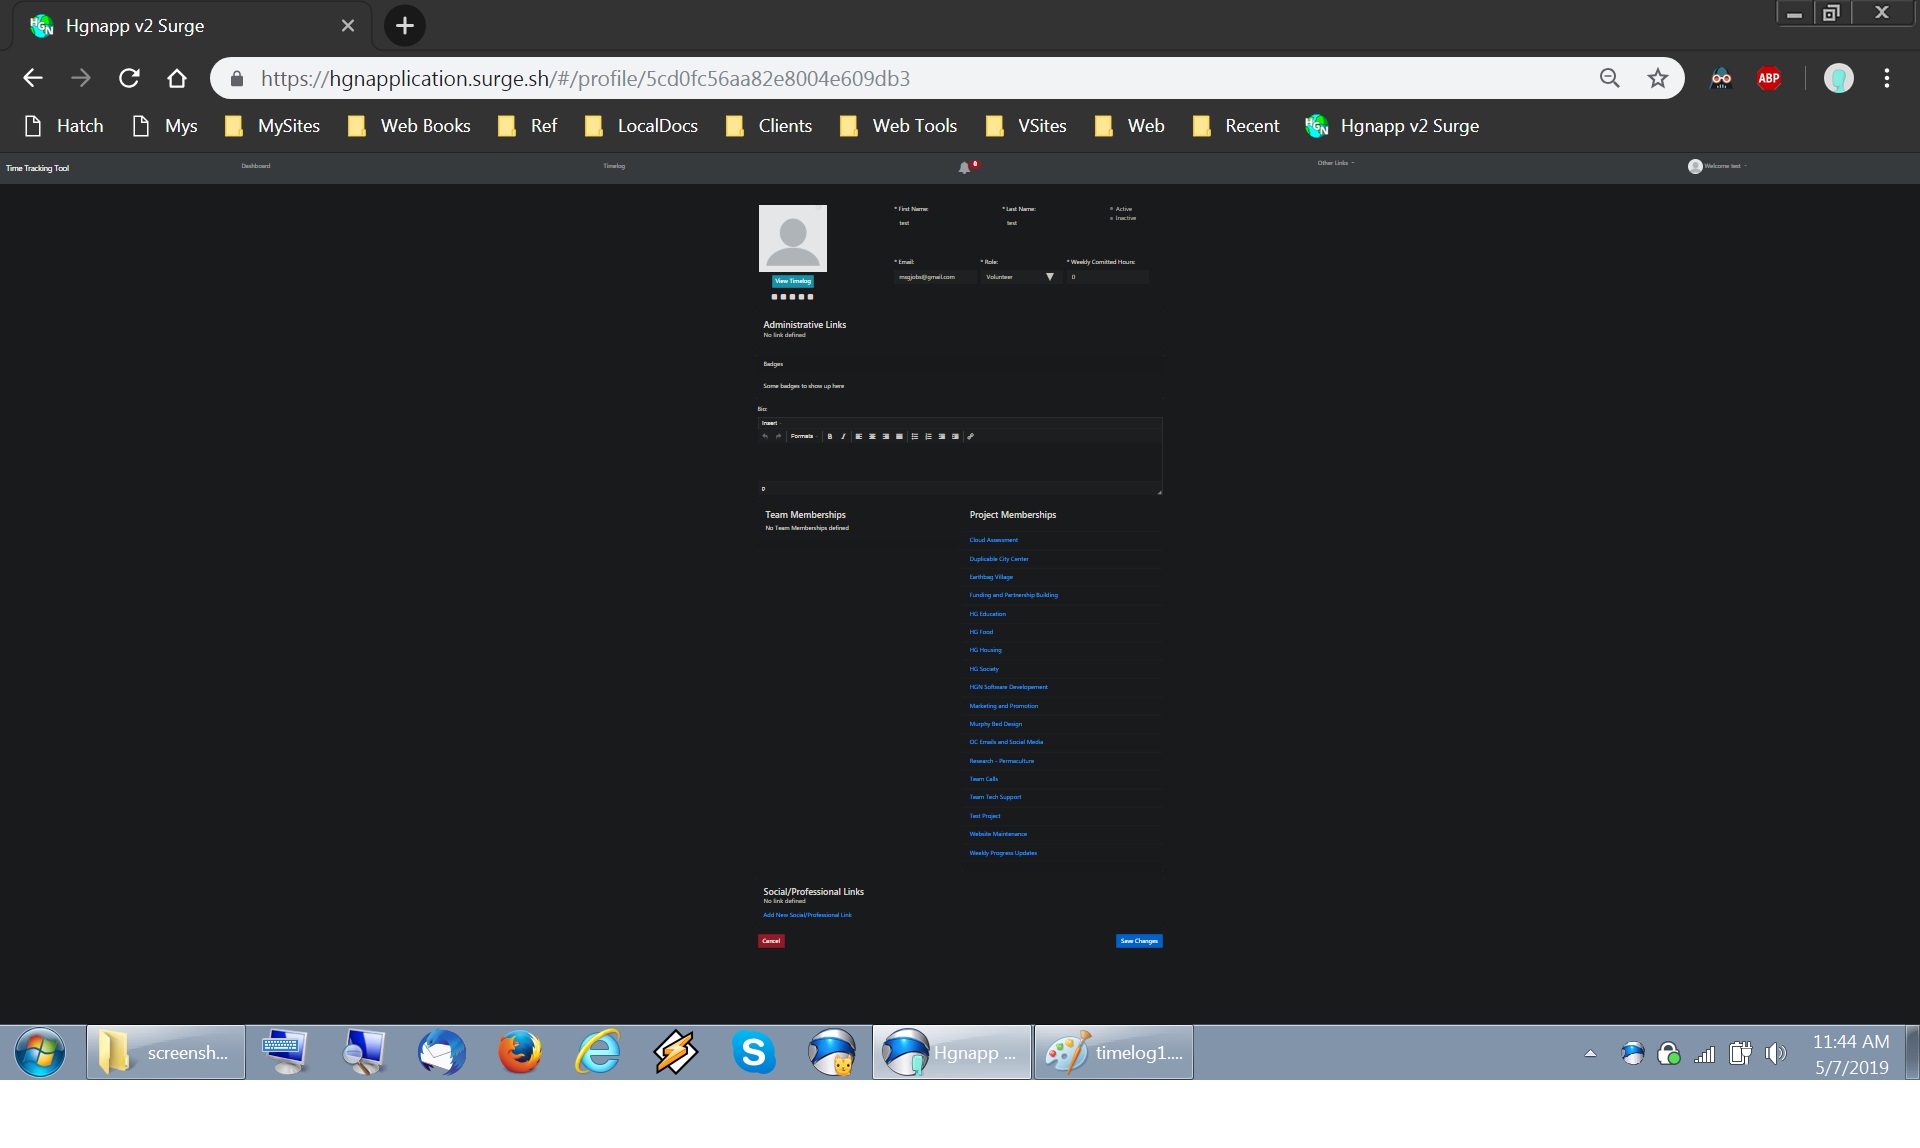 Hgnapp v2 Surge
https://hgnapplication.surge.sh/#/profile/5cd0fc56aa82e8004e609db3
ABP
Hatch Mys MySites Web Books Ref LocalDocs Clients Web Tools VSites Web Recent Hgnapp v2 Surge
Time Tracking Tool Dashboard Timelog 0 Other Links Welcome test
* First Name: * Last Name: Active
test test Inactive
* Email: * Role: * Weekly Comitted Hours:
msgjobs@gmail.com Volunteer 0
View Timelog
Administrative Links
No link defined
Badges
Some badges to show up here
Bio:
Insert
Formats B I
p
Team Memberships
No Team Memberships defined
Project Memberships
Cloud Assessment
Duplicable City Center
Earthbag Village
Funding and Partnership Building
HG Education
HG Food
HG Housing
HG Society
HGN Software Developement
Marketing and Promotion
Murphy Bed Design
OC Emails and Social Media
Research - Permaculture
Team Calls
Team Tech Support
Test Project
Website Maintenance
Weekly Progress Updates
Social/Professional Links
No link defined
Add New Social/Professional Link
Cancel Save Changes
screensh... Hgnapp ... timelog1....
11:44 AM
5/7/2019